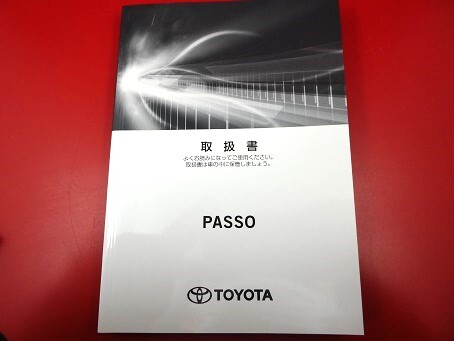 取扱書
よくお読みになってご使用ください。
取扱書は車の中に保管しましょう。
PASSO
TOYOTA